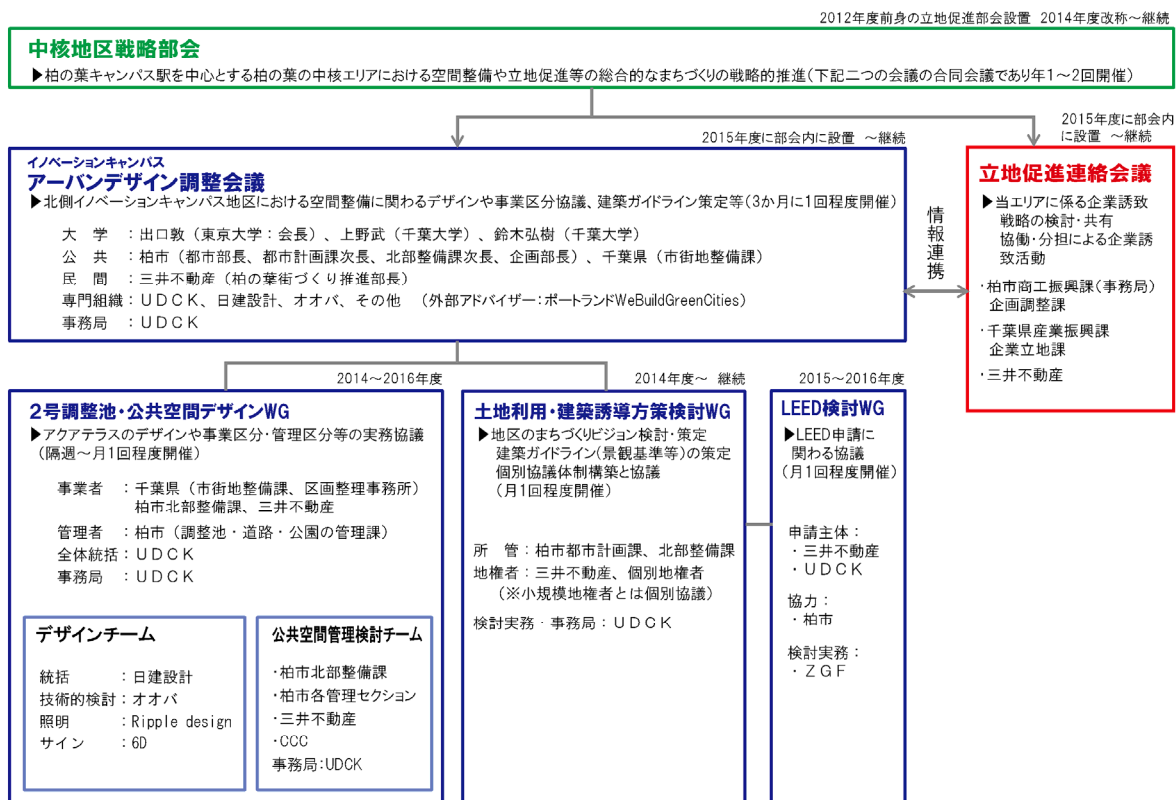 2012年度前身の立地促進部会設置 2014年度改称~継続
中核地区戦略部会
▶柏の葉キャンパス駅を中心とする柏の葉の中核エリアにおける空間整備や立地促進等の総合的なまちづくりの戦略的推進(下記二つの会議の合同会議であり年1~2回開催)
2015年度に部会内に設置 ~継続
イノベーションキャンパス
アーバンデザイン調整会議
▶北側イノベーションキャンパス地区における空間整備に関わるデザインや事業区分協議、建築ガイドライン策定等(3か月に1回程度開催)
大 学 :出口敦(東京大学:会長)、上野武(千葉大学)、鈴木弘樹(千葉大学)
公 共 :柏市(都市部長、都市計画課次長、北部整備課次長、企画部長)、千葉県(市街地整備課)
民 間 :三井不動産(柏の葉街づくり推進部長)
専門組織:UDCK、日建設計、オオバ、その他 (外部アドバイザー:ポートランドWeBuildGreenCities)
事務局 :UDCK
情報連携
2015年度に部会内
に設置 ~継続
立地促進連絡会議
▶当エリアに係る企業誘致
戦略の検討・共有
協働・分担による企業誘
致活動
・柏市商工振興課(事務局)
企画調整課
・千葉県産業振興課
企業立地課
・三井不動産
2014~2016年度
2号調整池・公共空間デザインWG
▶アクアテラスのデザインや事業区分・管理区分等の実務協議
(隔週~月1回程度開催)
事業者 :千葉県(市街地整備課、区画整理事務所)
柏市北部整備課、三井不動産
管理者 :柏市(調整池・道路・公園の管理課)
全体統括:UDCK
事務局 :UDCK
デザインチーム
統括 :日建設計
技術的検討:オオバ
照明 :Ripple design
サイン :6D
公共空間管理検討チーム
・柏市北部整備課
・柏市各管理セクション
・三井不動産
・CCC
事務局:UDCK
2014年度~ 継続
土地利用・建築誘導方策検討WG
▶地区のまちづくりビジョン検討・策定
建築ガイドライン(景観基準等)の策定
個別協議体制構築と協議
(月1回程度開催)
所 管:柏市都市計画課、北部整備課
地権者:三井不動産、個別地権者
(※小規模地権者とは個別協議)
検討実務・事務局:UDCK
2015~2016年度
LEED検討WG
▶LEED申請に
関わる協議
(月1回程度開催)
申請主体:
・三井不動産
・UDCK
協力:
・柏市
検討実務:
・ZGF